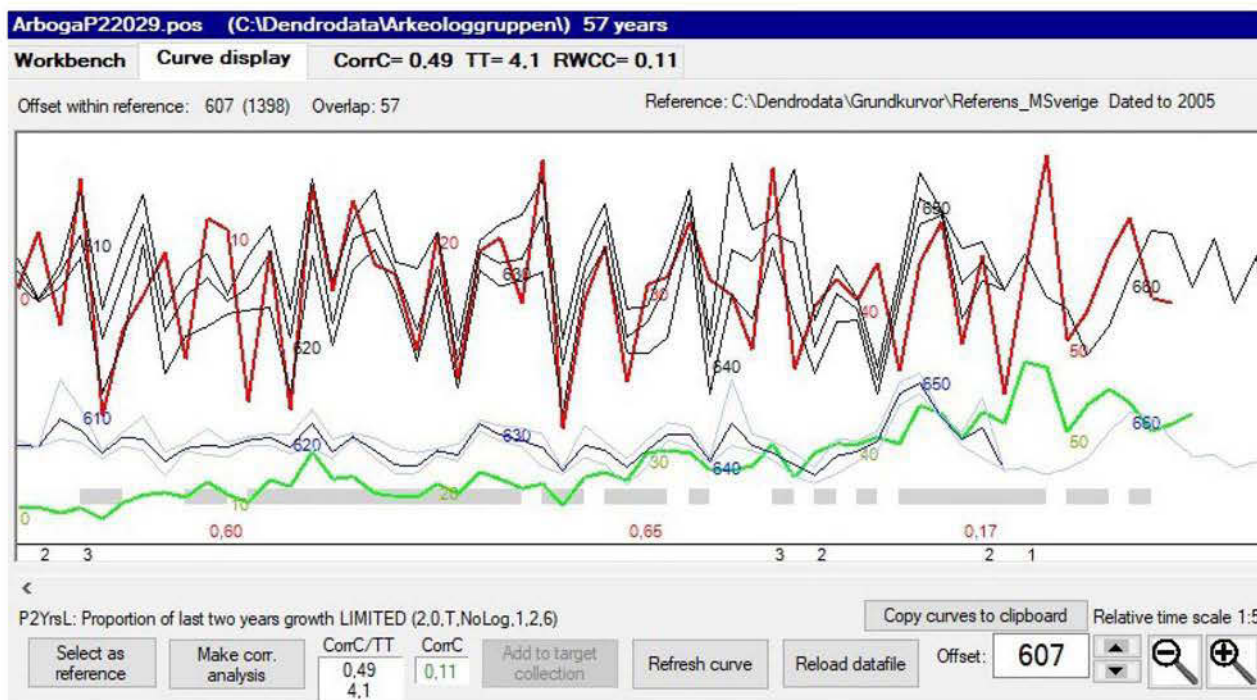 ArbogaP22029.pos (C:\Dendrodata\Arkeologgruppen\) 57 years
Workbench Curve display CorrC= 0,49 TT= 4,1 RWCC= 0,11
Offset within reference: 607 (1398) Overlap: 57 Reference: C:\Dendrodata\Grundkurvor\Referens_MSverige Dated to 2005
610 10 20 650
0 630 30 660
620 640 40 50
610 620 630 640 650 660
0 10 20 30 40 50
0,60 0,65 0,17
2 3 3 2 2 1
<
P2YrsL: Proportion of last two years growth LIMITED (2,0,T,NoLog,1,2,6)
Copy curves to clipboard Relative time scale 1:5
Select as reference Make corr. analysis CorrC/TT 0,49 4,1 CorrC 0,11 Add to target collection Refresh curve Reload datafile Offset: 607